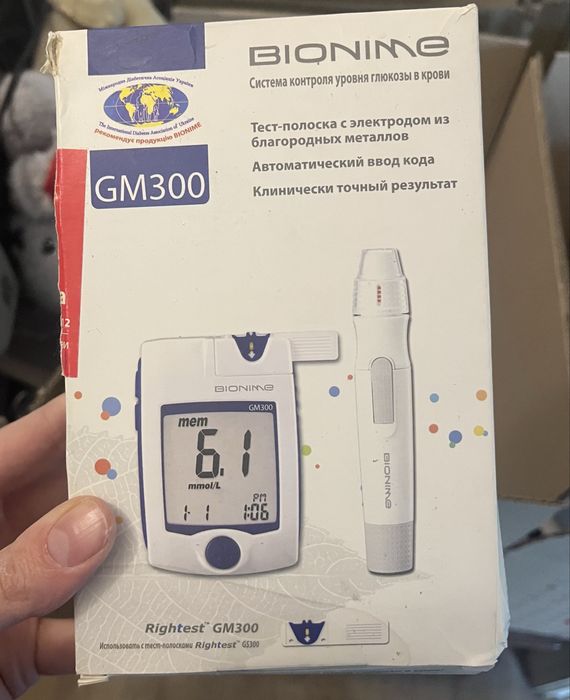 BIONIME
Система контроля уровня глюкозы в крови
Міжнародна Діабетична Асоціація України
The International Diabetes Association of Ukraine
рекомендує продукцію BIONIME
GM300
Тест-полоска с электродом из
благородных металлов
Автоматический ввод кода
Клинически точный результат
BIONIME
GM300
mem
6.1
mmol/L
PM
1-1
1:06
BIONIME
Rightest™ GM300
Использовать с тест-полосками Rightest™ GS300